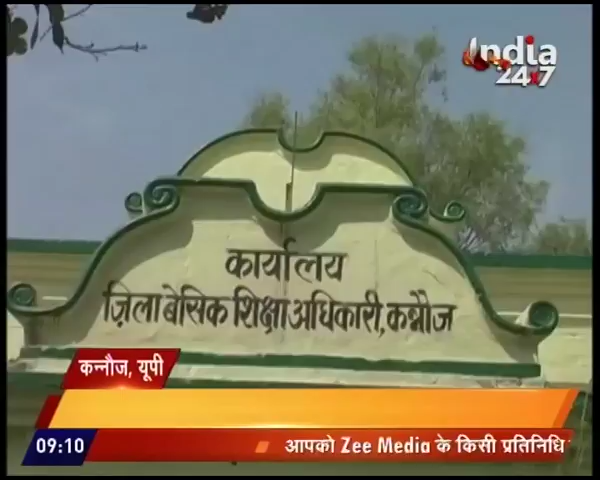 India
24x7
कार्यालय
ज़िला बेसिक शिक्षा अधिकारी, कन्नौज
कन्नौज, यूपी
09:10
आपको Zee Media के किसी प्रतिनिधि